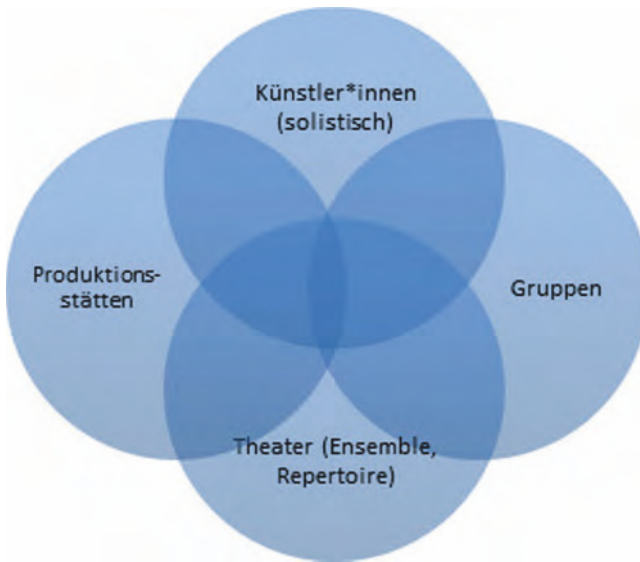 Künstler*innen
(solistisch)
Produktions-
stätten
Gruppen
Theater (Ensemble,
Repertoire)